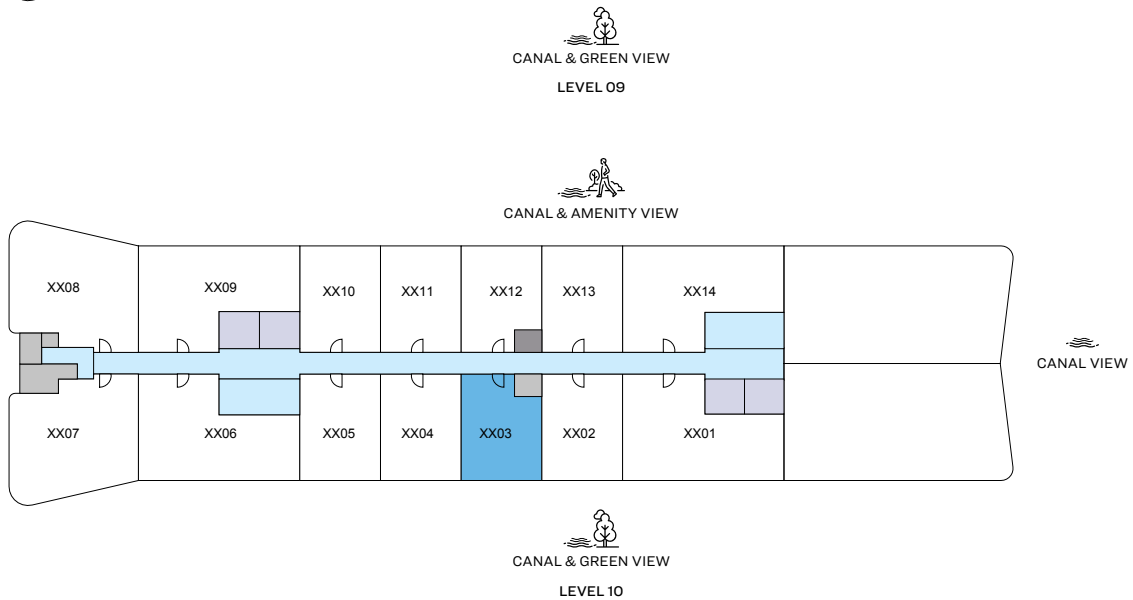 CANAL & GREEN VIEW
LEVEL 09
CANAL & AMENITY VIEW
XX08
XX09
XX10
XX11
XX12
XX13
XX14
CANAL VIEW
XX07
XX06
XX05
XX04
XX03
XX02
XX01
CANAL & GREEN VIEW
LEVEL 10